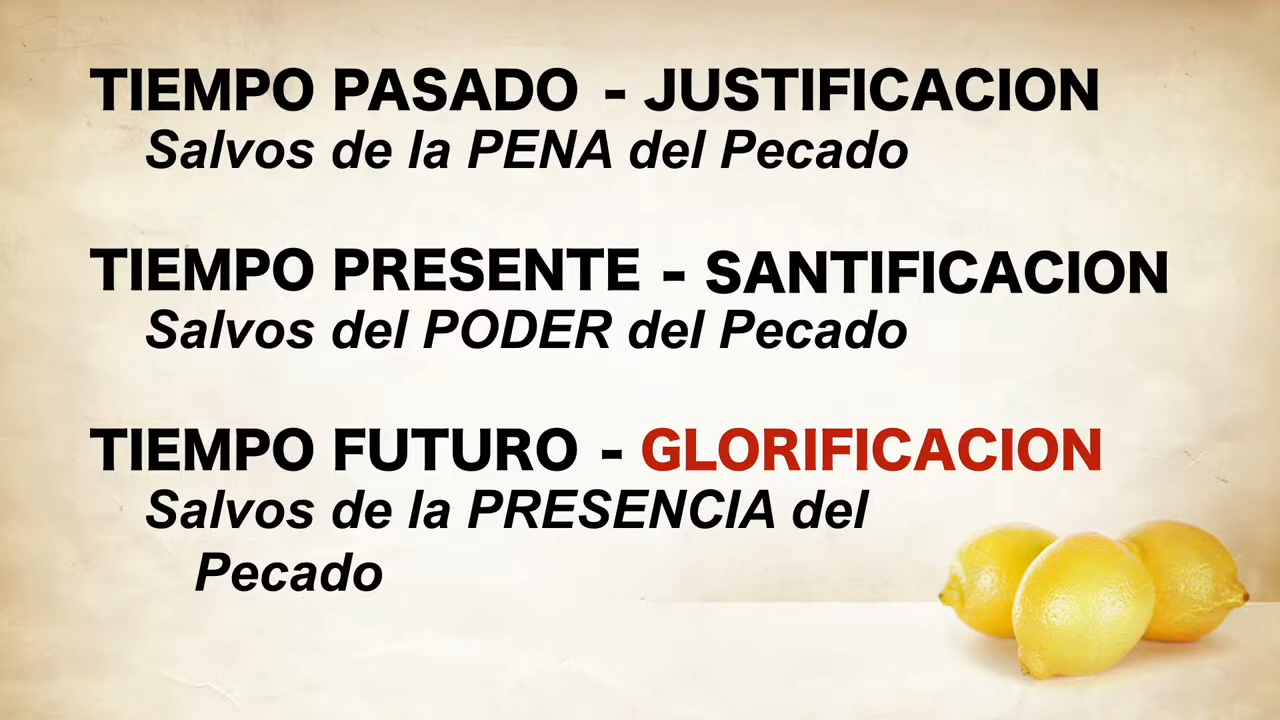 TIEMPO PASADO - JUSTIFICACION
Salvos de la PENA del Pecado
TIEMPO PRESENTE - SANTIFICACION
Salvos del PODER del Pecado
TIEMPO FUTURO - GLORIFICACION
Salvos de la PRESENCIA del
Pecado